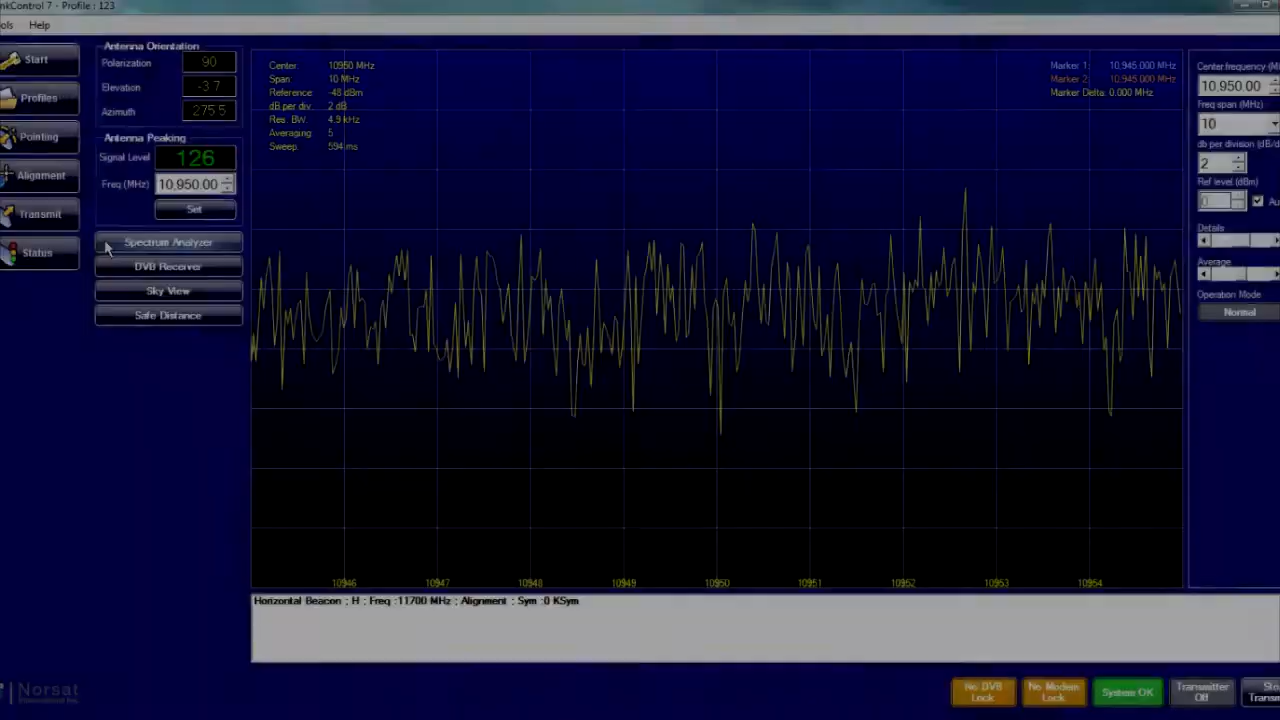 nkControl 7 - Profile : 123
ols Help
Start
Profiles
Pointing
Alignment
Transmit
Status
Antenna Orientation
Polarization 90
Elevation -3.7
Azimuth 275.5
Antenna Peaking
Signal Level 126
Freq (MHz) 10,950.00
Set
Spectrum Analyzer
DVB Receiver
Sky View
Safe Distance
Center: 10950 MHz
Span: 10 MHz
Reference: -48 dBm
dB per div: 2 dB
Res. BW: 4.9 kHz
Averaging: 5
Sweep: 594 ms
Marker 1: 10,945.000 MHz
Marker 2: 10,945.000 MHz
Marker Delta: 0.000 MHz
10946 10947 10948 10949 10950 10951 10952 10953 10954
Center frequency (M
10,950.00
Freq span (MHz)
10
db per division (dB/d
2
Ref level (dBm)
0 Au
Details
Average
Operation Mode
Normal
Horizontal Beacon ; H ; Freq :11700 MHz ; Alignment ; Sym :0 KSym
Norsat
International Inc.
No DVB Lock
No Modem Lock
System OK
Transmitter Off
Transm